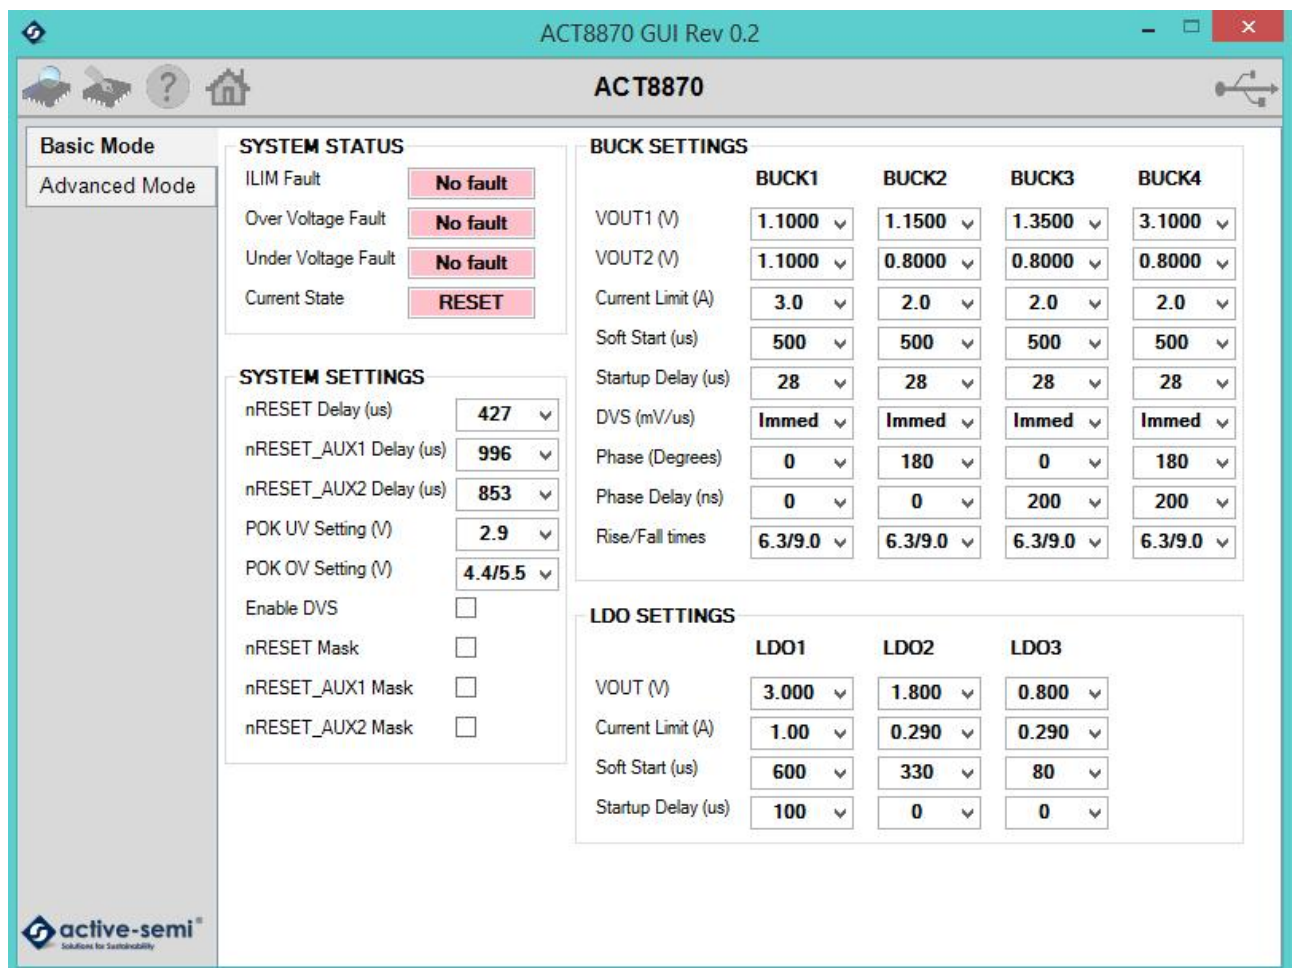 ACT8870 GUI Rev 0.2
ACT8870
Basic Mode
Advanced Mode
SYSTEM STATUS
ILIM Fault No fault
Over Voltage Fault No fault
Under Voltage Fault No fault
Current State RESET
SYSTEM SETTINGS
nRESET Delay (us) 427
nRESET_AUX1 Delay (us) 996
nRESET_AUX2 Delay (us) 853
POK UV Setting (V) 2.9
POK OV Setting (V) 4.4/5.5
Enable DVS
nRESET Mask
nRESET_AUX1 Mask
nRESET_AUX2 Mask
BUCK SETTINGS
BUCK1 BUCK2 BUCK3 BUCK4
VOUT1 (V) 1.1000 1.1500 1.3500 3.1000
VOUT2 (V) 1.1000 0.8000 0.8000 0.8000
Current Limit (A) 3.0 2.0 2.0 2.0
Soft Start (us) 500 500 500 500
Startup Delay (us) 28 28 28 28
DVS (mV/us) Immed Immed Immed Immed
Phase (Degrees) 0 180 0 180
Phase Delay (ns) 0 0 200 200
Rise/Fall times 6.3/9.0 6.3/9.0 6.3/9.0 6.3/9.0
LDO SETTINGS
LDO1 LDO2 LDO3
VOUT (V) 3.000 1.800 0.800
Current Limit (A) 1.00 0.290 0.290
Soft Start (us) 600 330 80
Startup Delay (us) 100 0 0
active-semi®
Solutions for Sustainability